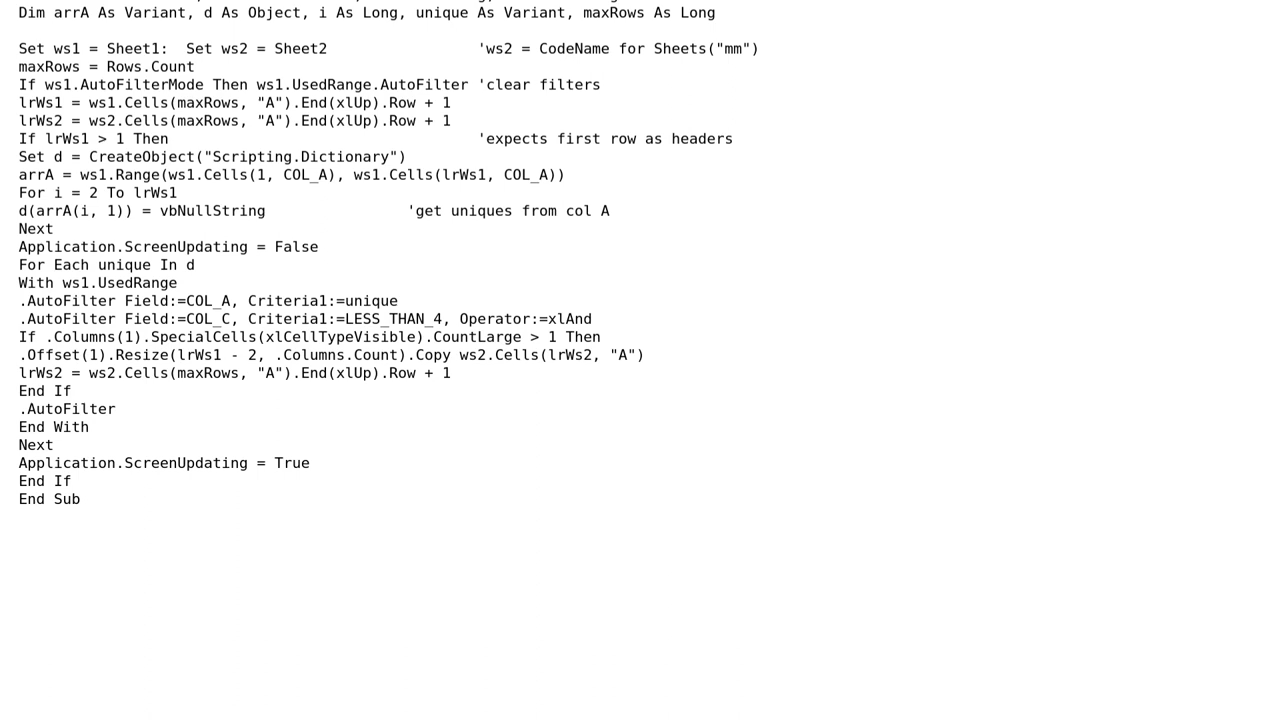 Dim arrA As Variant, d As Object, i As Long, unique As Variant, maxRows As Long

Set ws1 = Sheet1:  Set ws2 = Sheet2                 'ws2 = CodeName for Sheets("mm")
maxRows = Rows.Count
If ws1.AutoFilterMode Then ws1.UsedRange.AutoFilter 'clear filters
lrWs1 = ws1.Cells(maxRows, "A").End(xlUp).Row + 1
lrWs2 = ws2.Cells(maxRows, "A").End(xlUp).Row + 1
If lrWs1 > 1 Then                                   'expects first row as headers
Set d = CreateObject("Scripting.Dictionary")
arrA = ws1.Range(ws1.Cells(1, COL_A), ws1.Cells(lrWs1, COL_A))
For i = 2 To lrWs1
d(arrA(i, 1)) = vbNullString                'get uniques from col A
Next
Application.ScreenUpdating = False
For Each unique In d
With ws1.UsedRange
.AutoFilter Field:=COL_A, Criteria1:=unique
.AutoFilter Field:=COL_C, Criteria1:=LESS_THAN_4, Operator:=xlAnd
If .Columns(1).SpecialCells(xlCellTypeVisible).CountLarge > 1 Then
.Offset(1).Resize(lrWs1 - 2, .Columns.Count).Copy ws2.Cells(lrWs2, "A")
lrWs2 = ws2.Cells(maxRows, "A").End(xlUp).Row + 1
End If
.AutoFilter
End With
Next
Application.ScreenUpdating = True
End If
End Sub